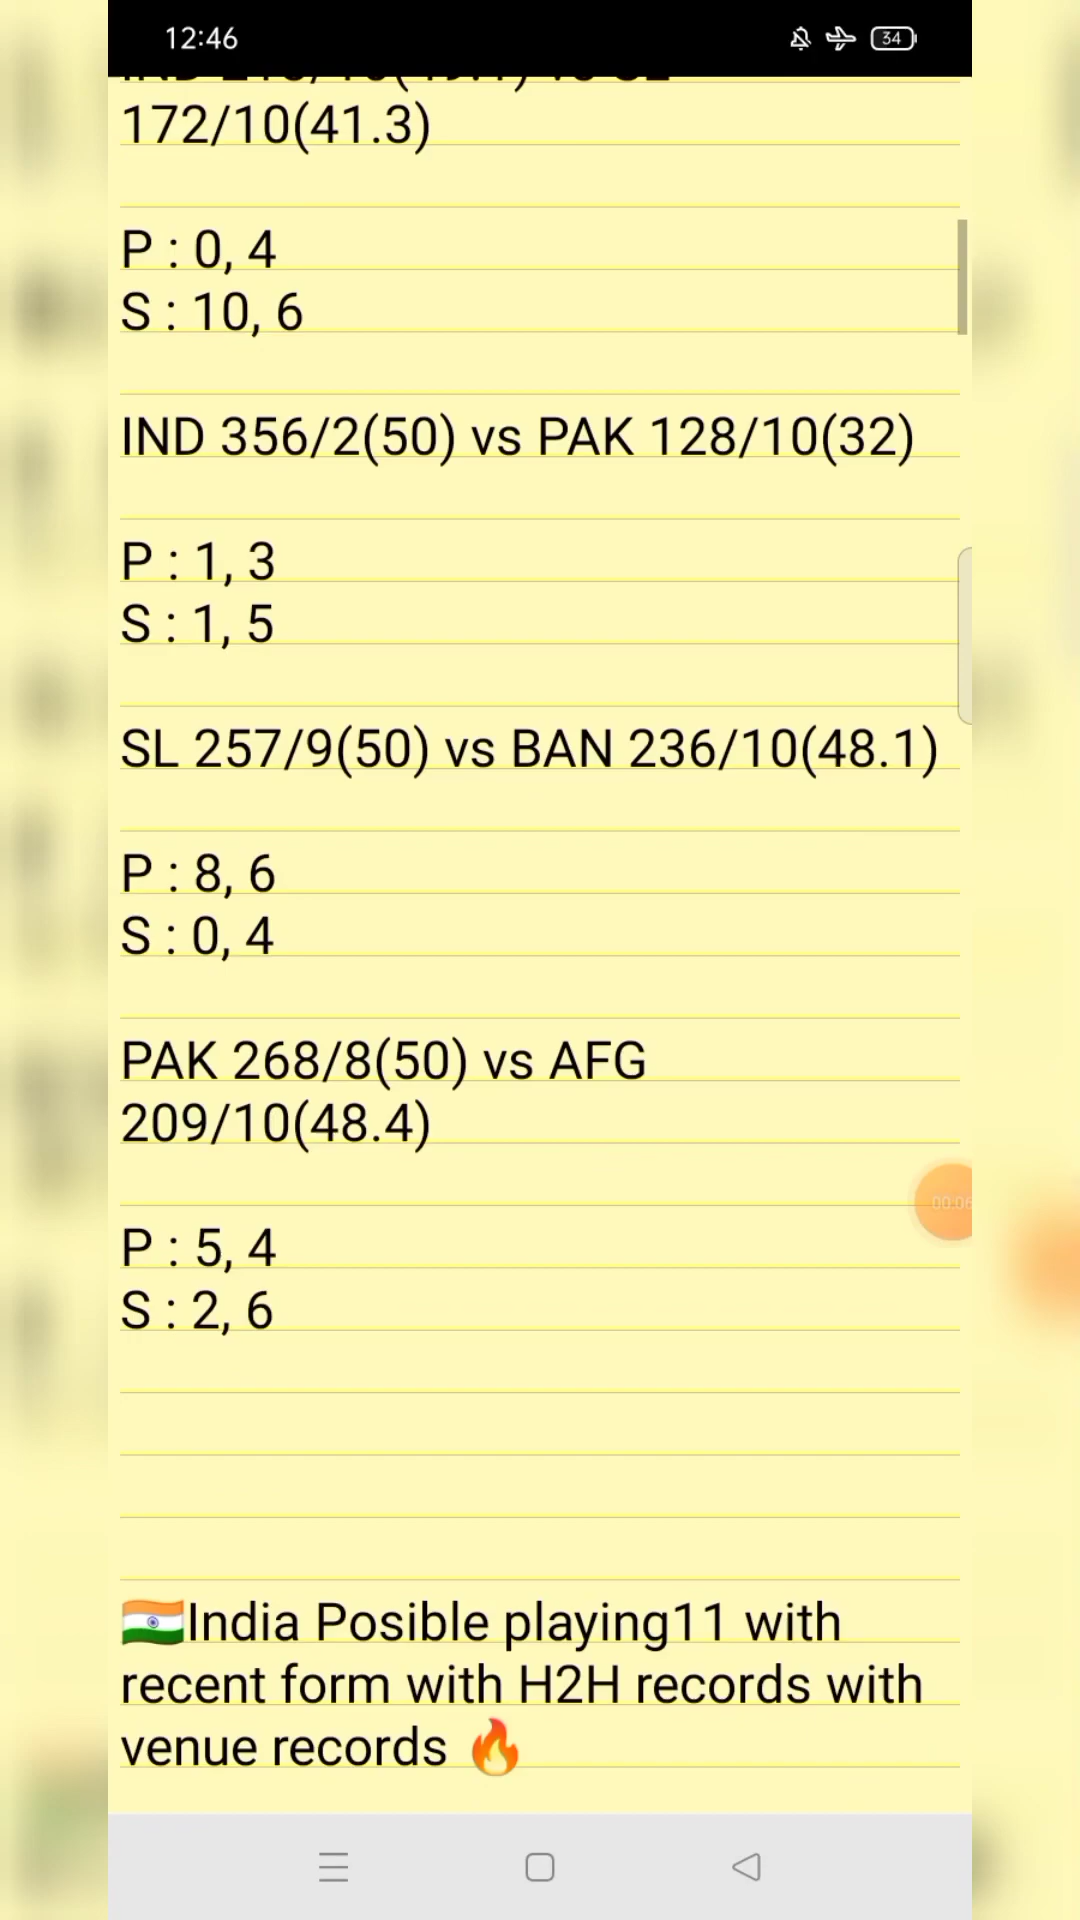 12:46
34
172/10(41.3)
P : 0, 4
S : 10, 6
IND 356/2(50) vs PAK 128/10(32)
P : 1, 3
S : 1, 5
SL 257/9(50) vs BAN 236/10(48.1)
P : 8, 6
S : 0, 4
PAK 268/8(50) vs AFG
209/10(48.4)
00:06
P : 5, 4
S : 2, 6
🇮🇳India Posible playing11 with
recent form with H2H records with
venue records 🔥